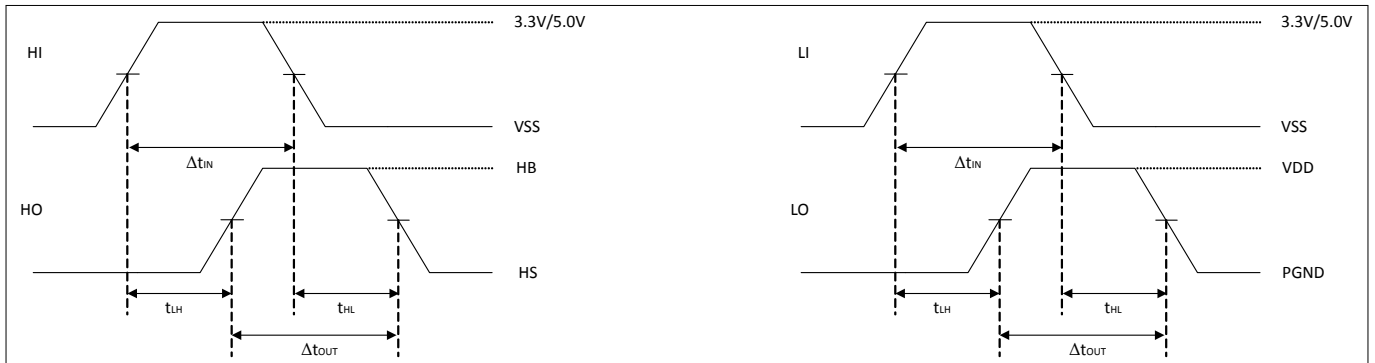 HI
3.3V/5.0V
VSS
ΔtIN
HB
HO
HS
tLH
tHL
ΔtOUT
LI
3.3V/5.0V
VSS
ΔtIN
VDD
LO
PGND
tLH
tHL
ΔtOUT